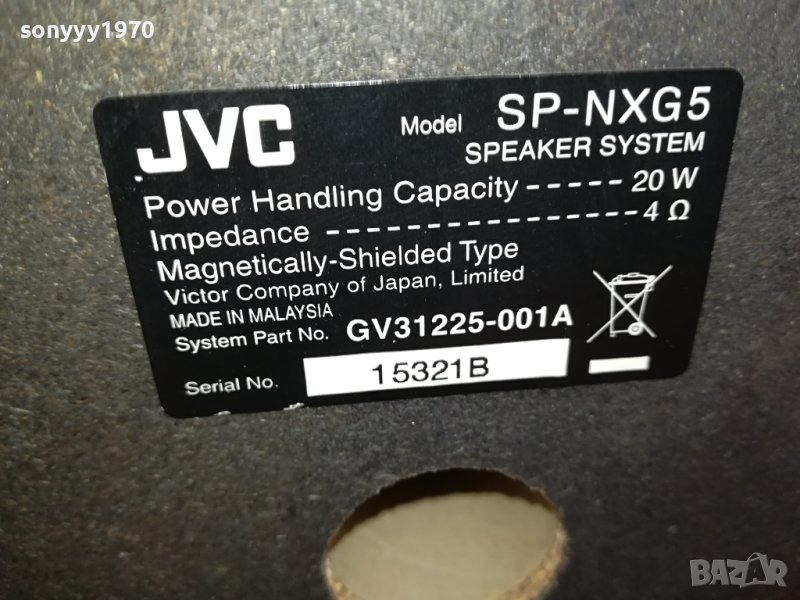 sonyyy1970
JVC Model SP-NXG5
SPEAKER SYSTEM
Power Handling Capacity ----- 20 W
Impedance ----------------- 4 Ω
Magnetically-Shielded Type
Victor Company of Japan, Limited
MADE IN MALAYSIA
System Part No. GV31225-001A
Serial No. 15321B
BAZAR